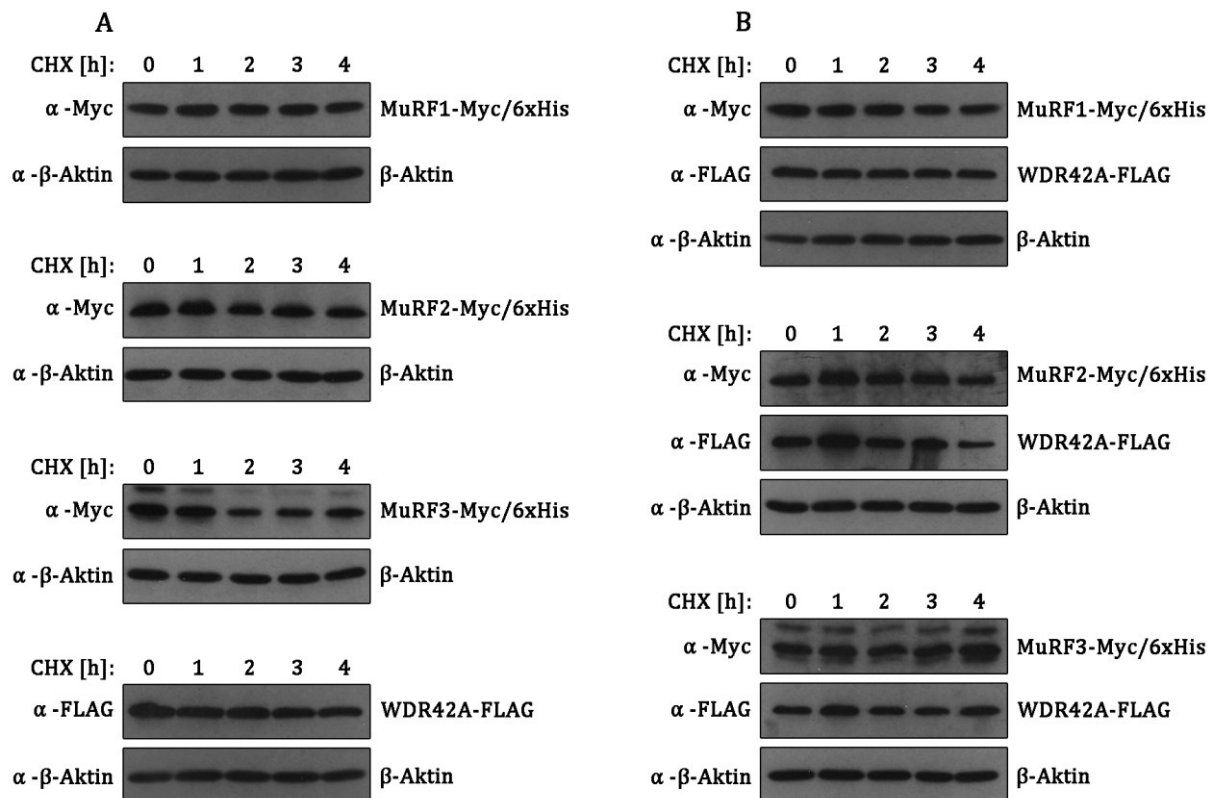 A
CHX [h]: 0 1 2 3 4
α -Myc MuRF1-Myc/6xHis
α -β-Aktin β-Aktin
CHX [h]: 0 1 2 3 4
α -Myc MuRF2-Myc/6xHis
α -β-Aktin β-Aktin
CHX [h]: 0 1 2 3 4
α -Myc MuRF3-Myc/6xHis
α -β-Aktin β-Aktin
CHX [h]: 0 1 2 3 4
α -FLAG WDR42A-FLAG
α -β-Aktin β-Aktin
B
CHX [h]: 0 1 2 3 4
α -Myc MuRF1-Myc/6xHis
α -FLAG WDR42A-FLAG
α -β-Aktin β-Aktin
CHX [h]: 0 1 2 3 4
α -Myc MuRF2-Myc/6xHis
α -FLAG WDR42A-FLAG
α -β-Aktin β-Aktin
CHX [h]: 0 1 2 3 4
α -Myc MuRF3-Myc/6xHis
α -FLAG WDR42A-FLAG
α -β-Aktin β-Aktin